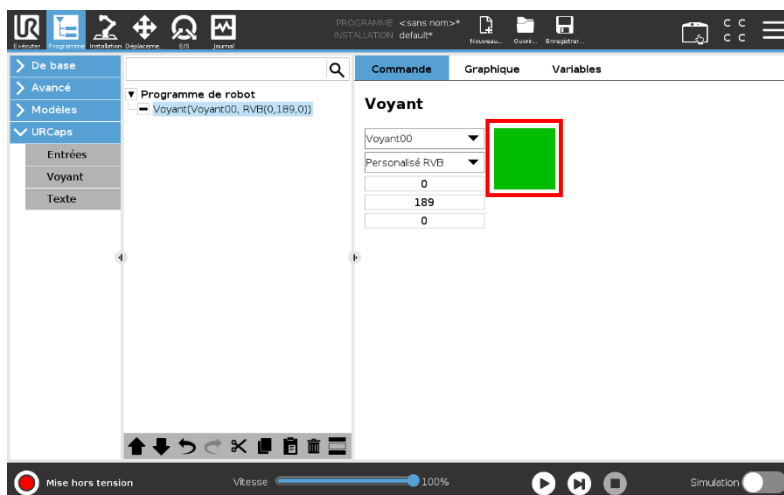 UR
PROGRAMME <sans nom>*
INSTALLATION default*
Exécuter Programme Installation Déplaceme... E/S Journal
Nouveau... Ouvrir... Enregistrer...
C C
C C
De base
Avancé
Modèles
URCaps
Entrées
Voyant
Texte
Programme de robot
Voyant(Voyant00, RVB(0,189,0))
Commande Graphique Variables
Voyant
Voyant00
Personalisé RVB
0
189
0
Mise hors tension Vitesse 100% Simulation